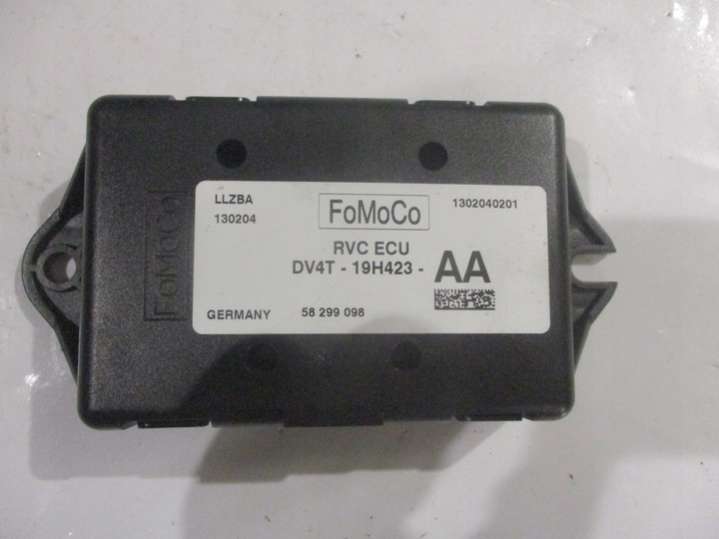 FoMoCo
LLZBA
130204
FoMoCo
1302040201
RVC ECU
DV4T - 19H423 - AA
GERMANY
58 299 098